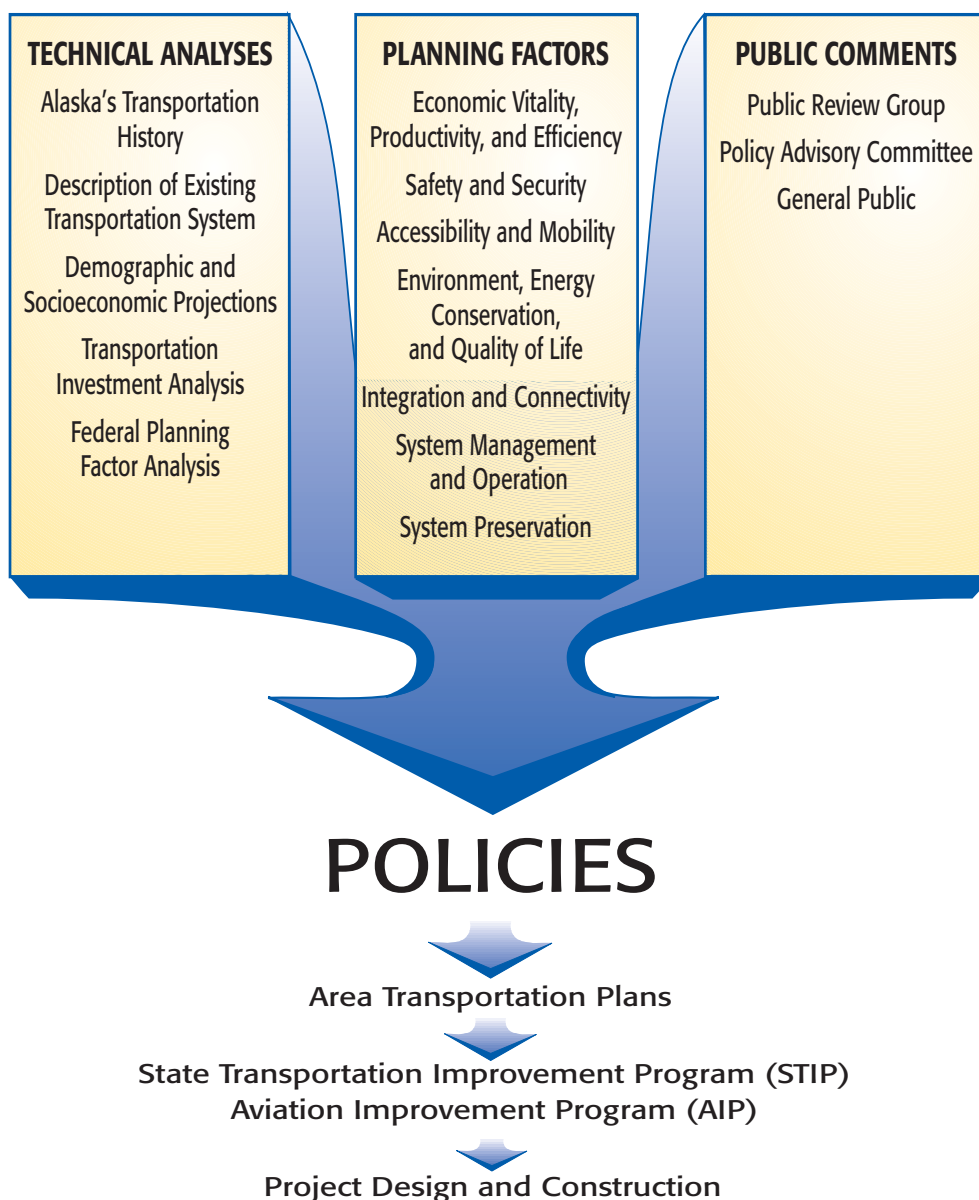 TECHNICAL ANALYSES
Alaska's Transportation
History
Description of Existing
Transportation System
Demographic and
Socioeconomic Projections
Transportation
Investment Analysis
Federal Planning
Factor Analysis
PLANNING FACTORS
Economic Vitality,
Productivity, and Efficiency
Safety and Security
Accessibility and Mobility
Environment, Energy
Conservation,
and Quality of Life
Integration and Connectivity
System Management
and Operation
System Preservation
PUBLIC COMMENTS
Public Review Group
Policy Advisory Committee
General Public
POLICIES
Area Transportation Plans
State Transportation Improvement Program (STIP)
Aviation Improvement Program (AIP)
Project Design and Construction